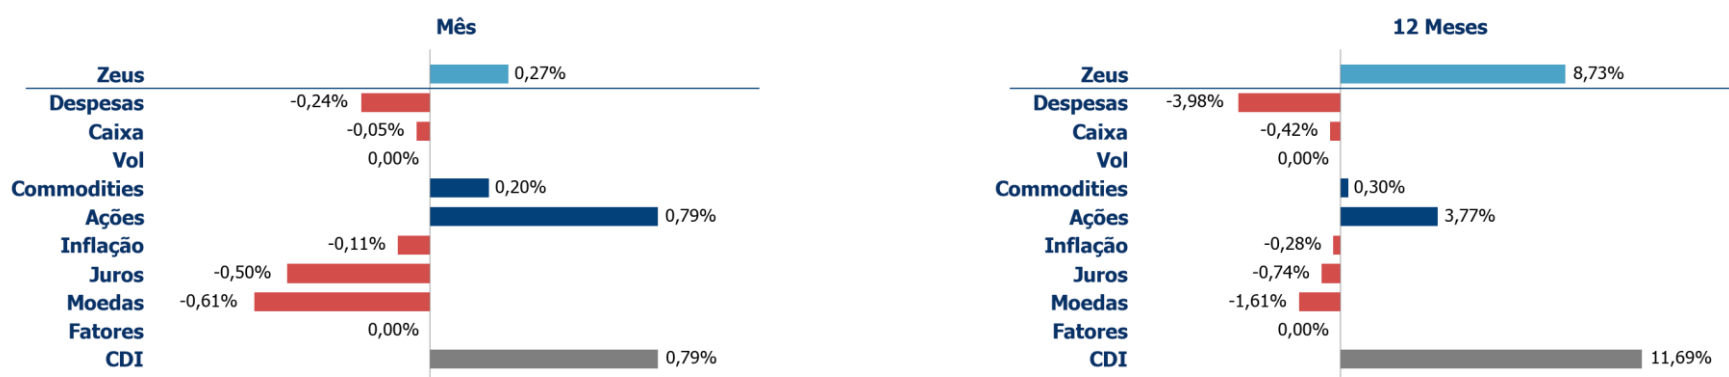 Mês
Zeus 0,27%
Despesas -0,24%
Caixa -0,05%
Vol 0,00%
Commodities 0,20%
Ações 0,79%
Inflação -0,11%
Juros -0,50%
Moedas -0,61%
Fatores 0,00%
CDI 0,79%
12 Meses
Zeus 8,73%
Despesas -3,98%
Caixa -0,42%
Vol 0,00%
Commodities 0,30%
Ações 3,77%
Inflação -0,28%
Juros -0,74%
Moedas -1,61%
Fatores 0,00%
CDI 11,69%